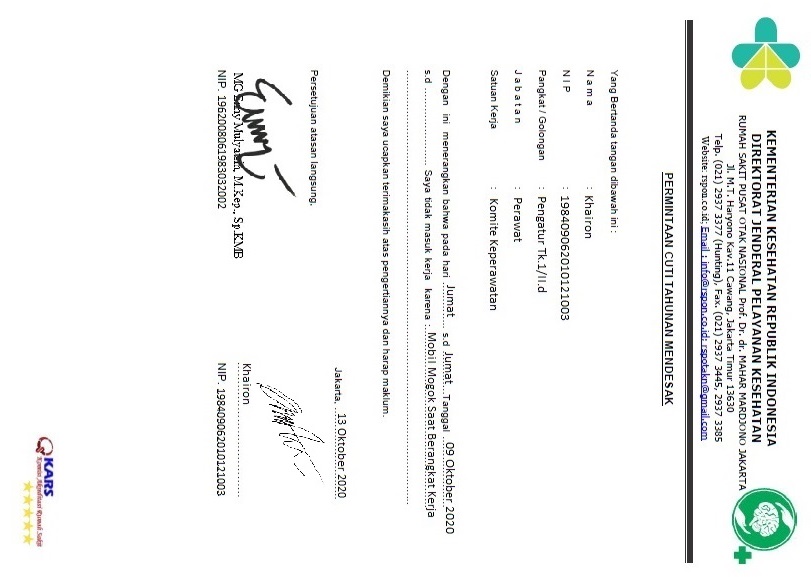 KEMENTERIAN KESEHATAN REPUBLIK INDONESIA
DIREKTORAT JENDERAL PELAYANAN KESEHATAN
RUMAH SAKIT PUSAT OTAK NASIONAL Prof. Dr. dr. MAHAR MARDJONO JAKARTA
Jl. M.T. Haryono Kav.11 Cawang, Jakarta Timur 13630
Telp. (021) 2937 3377 (Hunting), Fax. (021) 2937 3445, 2937 3385
Website: rspon.co.id; Email : info@rspon.co.id; rspotakn@gmail.com
PERMINTAAN CUTI TAHUNAN MENDESAK
Yang Bertanda tangan dibawah ini :
N a m a : Khairon
N I P : 198409062010121003
Pangkat / Golongan : Pengatur Tk.1/II.d
J a b a t a n : Perawat
Satuan Kerja : Komite Keperawatan
Dengan ini menerangkan bahwa pada hari Jumat s.d Jumat Tanggal 09 Oktober 2020
s.d ............... Saya tidak masuk kerja karena : Mobil Mogok Saat Berangkat Kerja
Demikian saya ucapkan terimakasih atas pengertiannya dan harap maklum.
Jakarta, 13 Oktober 2020
Persetujuan atasan langsung,
MG Enny Mulyatsih, M.Kep., Sp.KMB
NIP. 196200806198303​2002
Khairon
NIP. 198409062010121003
KARS
Komisi Akreditasi Rumah Sakit